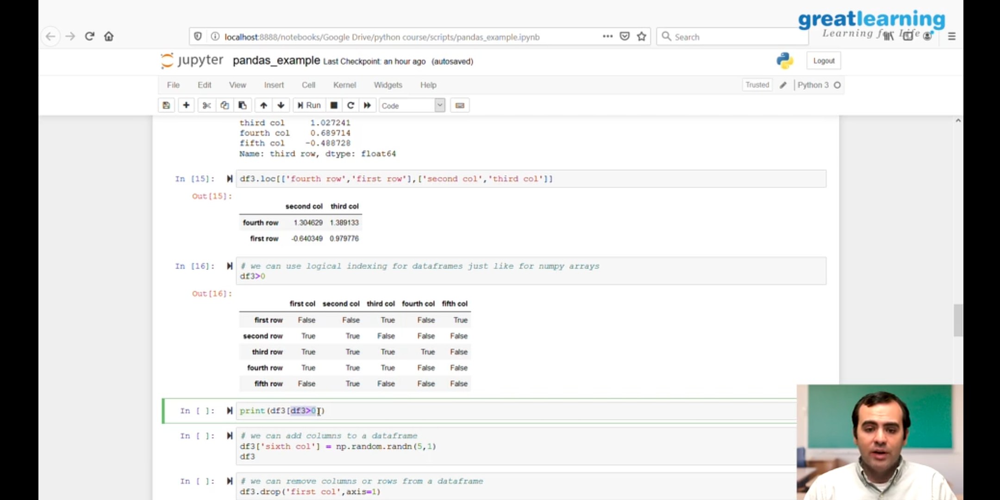 greatlearning
Learning for Life
localhost:8888/notebooks/Google Drive/python course/scripts/pandas_example.ipynb
Search
jupyter pandas_example Last Checkpoint: an hour ago (autosaved)
Logout
File Edit View Insert Cell Kernel Widgets Help
Trusted
Python 3
Run
Code
third col 1.027241
fourth col 0.689714
fifth col -0.488728
Name: third row, dtype: float64
In [15]: df3.loc[['fourth row','first row'],['second col','third col']]
Out[15]:
second col third col
fourth row 1.304629 1.389133
first row -0.640349 0.979776
In [16]: # we can use logical indexing for dataframes just like for numpy arrays
df3>0
Out[16]:
first col second col third col fourth col fifth col
first row False False True False True
second row True True False False False
third row True True True True False
fourth row True True True False False
fifth row False True False False False
In [ ]: print(df3[df3>0])
In [ ]: # we can add columns to a dataframe
df3['sixth col'] = np.random.randn(5,1)
df3
In [ ]: # we can remove columns or rows from a dataframe
df3.drop('first col',axis=1)